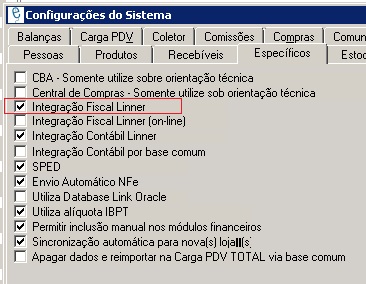 Configurações do Sistema
Balanças Carga PDV Coletor Comissões Compras Comun
Pessoas Produtos Recebíveis Específicos Estoc
CBA - Somente utilize sobre orientação técnica
Central de Compras - Somente utilize sob orientação técnica
Integração Fiscal Linner
Integração Fiscal Linner (on-line)
Integração Contábil Linner
Integração Contábil por base comum
SPED
Envio Automático NFe
Utiliza Database Link Oracle
Utiliza alíquota IBPT
Permitir inclusão manual nos módulos financeiros
Sincronização automática para nova(s) loja(s)
Apagar dados e reimportar na Carga PDV TOTAL via base comum